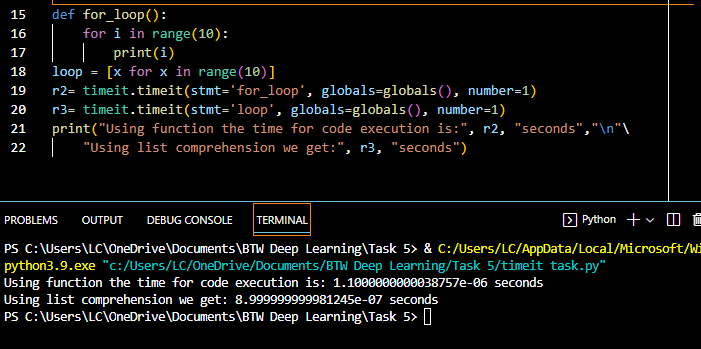 15 def for_loop():
16     for i in range(10):
17         print(i)
18 loop = [x for x in range(10)]
19 r2= timeit.timeit(stmt='for_loop', globals=globals(), number=1)
20 r3= timeit.timeit(stmt='loop', globals=globals(), number=1)
21 print("Using function the time for code execution is:", r2, "seconds","\n"\
22     "Using list comprehension we get:", r3, "seconds")
PROBLEMS OUTPUT DEBUG CONSOLE TERMINAL Python
PS C:\Users\LC\OneDrive\Documents\BTW Deep Learning\Task 5> & C:/Users/LC/AppData/Local/Microsoft/Wi
python3.9.exe "c:/Users/LC/OneDrive/Documents/BTW Deep Learning/Task 5/timeit task.py"
Using function the time for code execution is: 1.1000000000038757e-06 seconds
Using list comprehension we get: 8.999999999981245e-07 seconds
PS C:\Users\LC\OneDrive\Documents\BTW Deep Learning\Task 5>